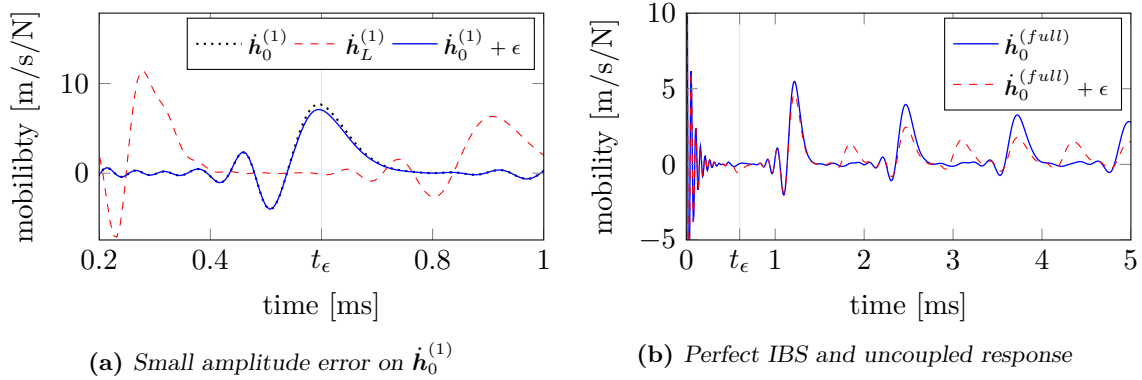 ḣ₀⁽¹⁾ ḣ_L⁽¹⁾ ḣ₀⁽¹⁾ + ϵ
mobilibty [m/s/N]
10
0
0.2 0.4 t_ϵ 0.8 1
time [ms]
(a) Small amplitude error on ḣ₀⁽¹⁾
ḣ₀⁽ᶠᵘˡˡ⁾
ḣ₀⁽ᶠᵘˡˡ⁾ + ϵ
mobility [m/s/N]
10
5
0
−5
0 t_ϵ 1 2 3 4 5
time [ms]
(b) Perfect IBS and uncoupled response